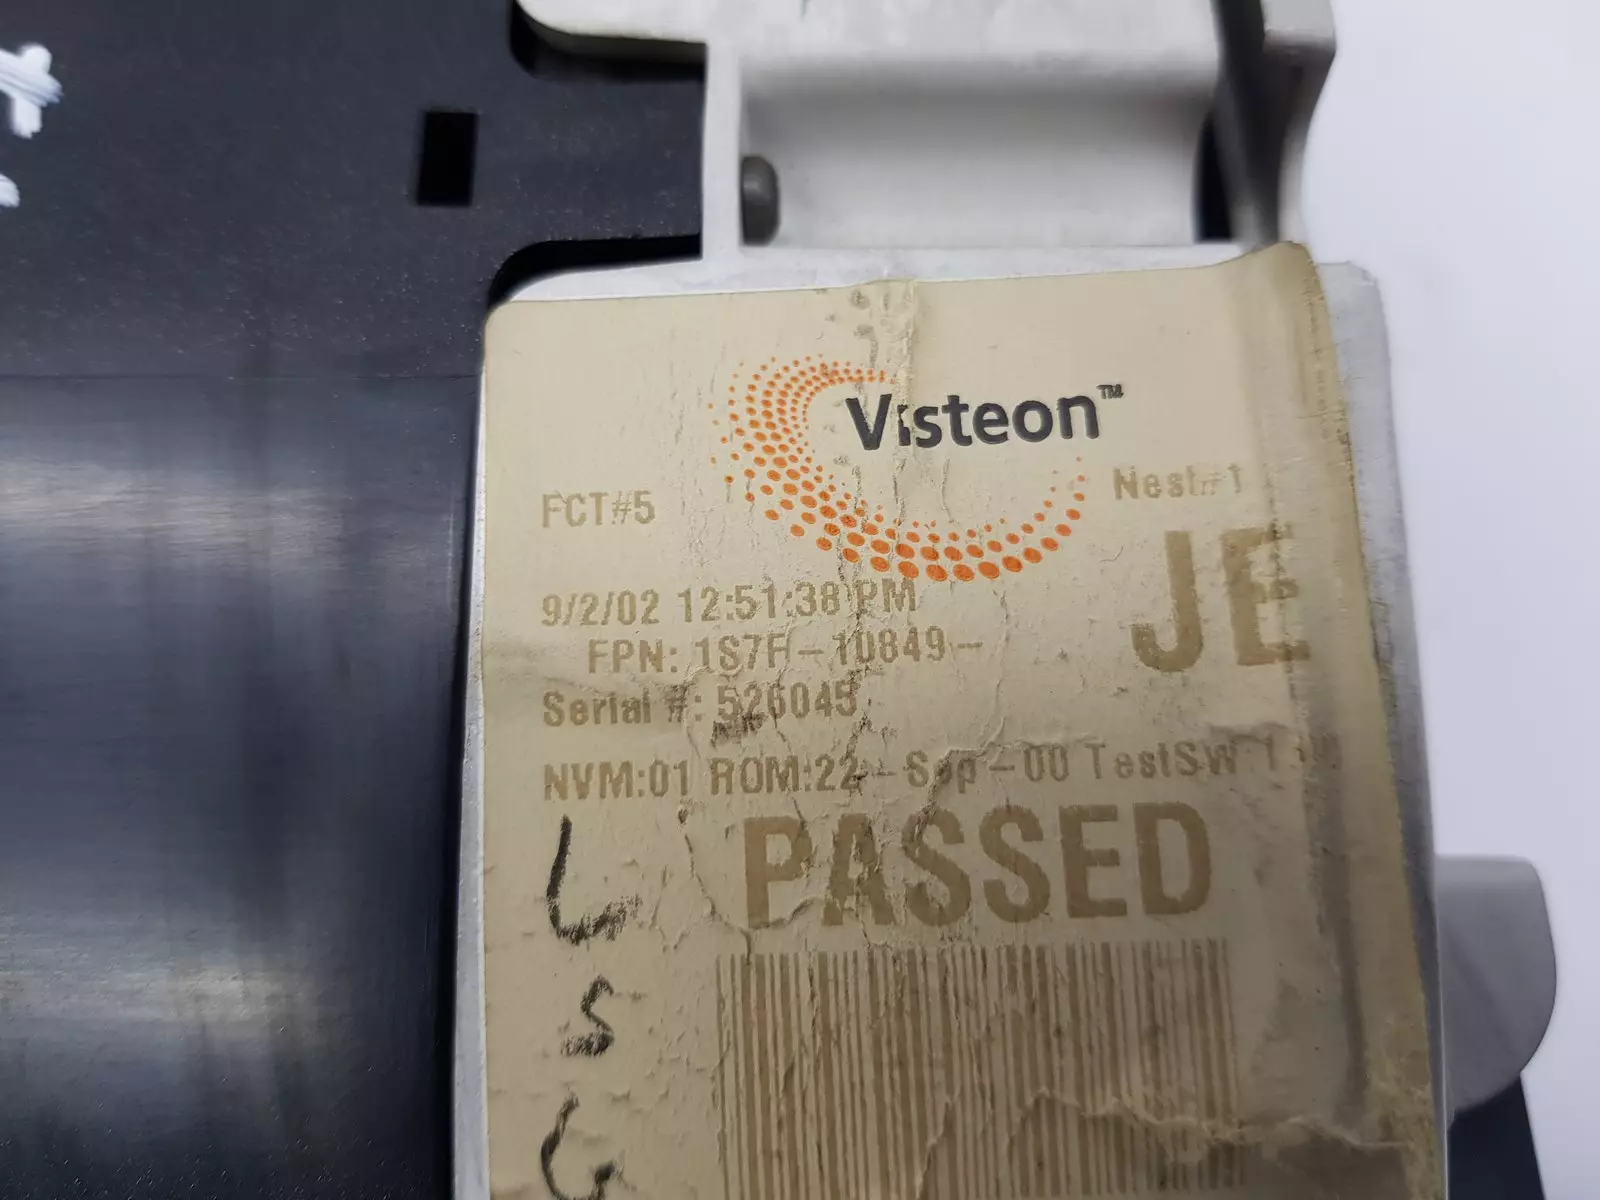 Visteon™
FCT#5
Nest#1
JE
9/2/02 12:51:38 PM
FPN: 1S7F-10849-
Serial #: 526045
NVM:01 ROM:22-Sep-00 TestSW
PASSED